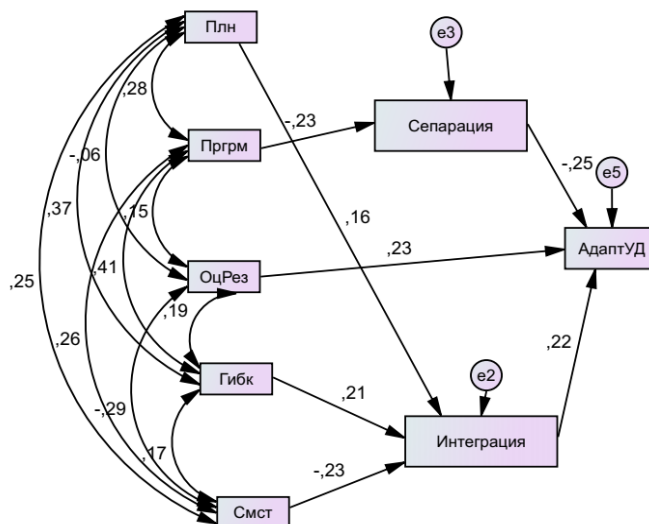 Плн
e3
,28
-,23
Сепарация
Пргрм
-,06
-,25
e5
,37
,15
,16
,23
АдаптУД
ОцРез
,25
,41
,19
,26
e2
,22
Гибк
,21
-,29
Интеграция
,17
-,23
Смст